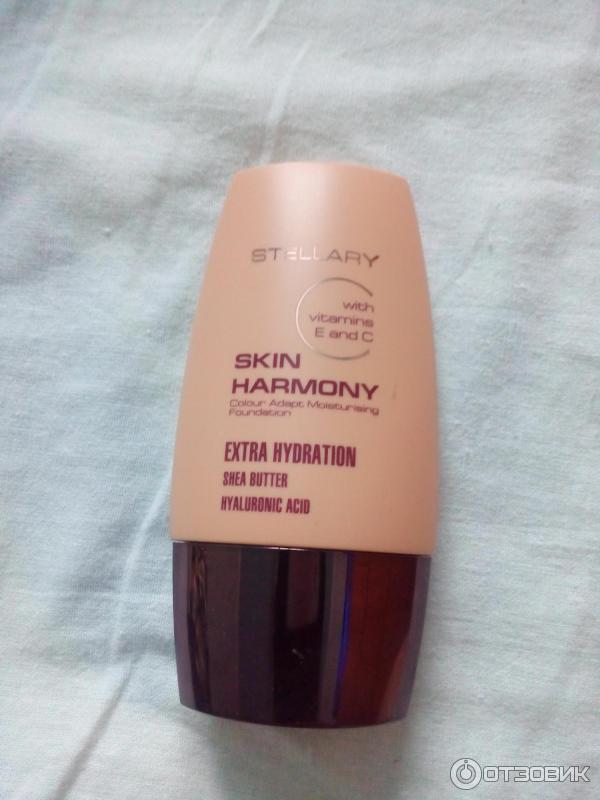 STELLARY
with
vitamins
E and C
SKIN
HARMONY
Colour Adapt Moisturising
Foundation
EXTRA HYDRATION
SHEA BUTTER
HYALURONIC ACID
ОТЗОВИК